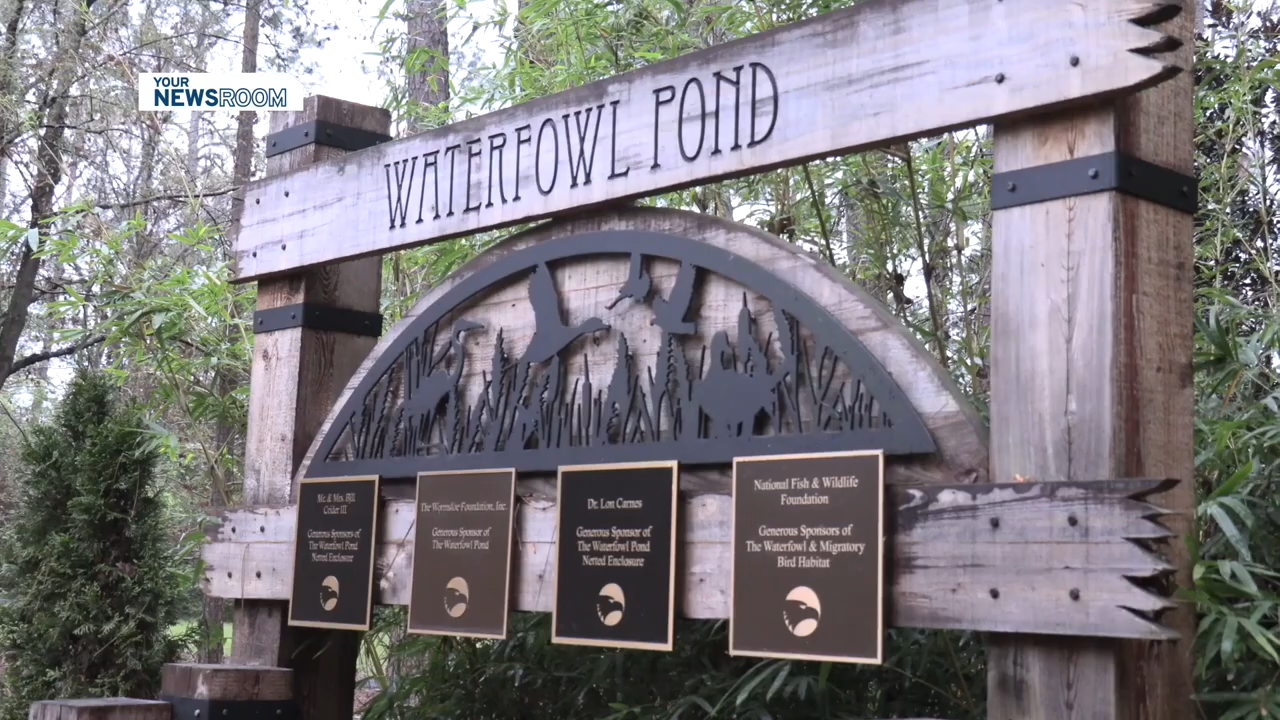 YOUR
NEWSROOM
WATERFOWL POND
Mr. & Mrs. Bill
Crider III
Generous Sponsors of
The Waterfowl Pond
Netted Enclosure
The Wormsloe Foundation, Inc.
Generous Sponsor of
The Waterfowl Pond
Dr. Lon Carnes
Generous Sponsor of
The Waterfowl Pond
Netted Enclosure
National Fish & Wildlife
Foundation
Generous Sponsors of
The Waterfowl & Migratory
Bird Habitat